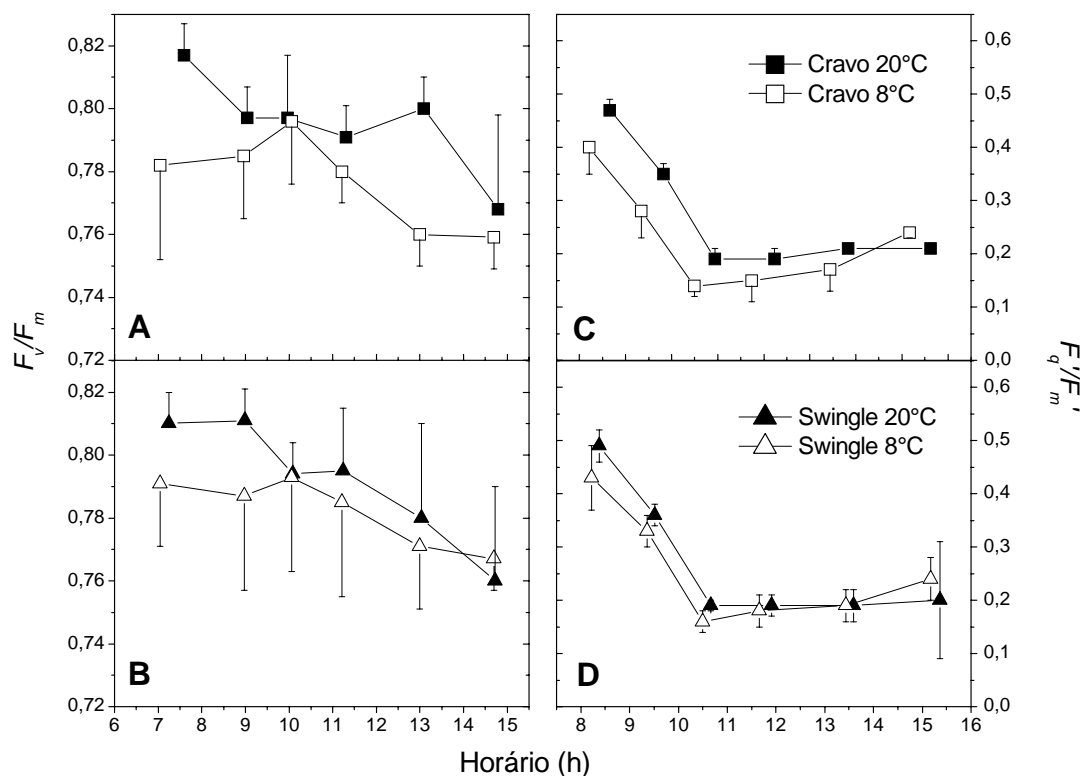 0,82
0,80
0,78
0,76
0,74
0,72
A
Fv/Fm
0,82
0,80
0,78
0,76
0,74
0,72
B
6 7 8 9 10 11 12 13 14 15
Cravo 20°C
Cravo 8°C
C
0,6
0,5
0,4
0,3
0,2
0,1
0,0
Fq'/Fm'
Swingle 20°C
Swingle 8°C
D
0,6
0,5
0,4
0,3
0,2
0,1
0,0
8 9 10 11 12 13 14 15 16
Horário (h)